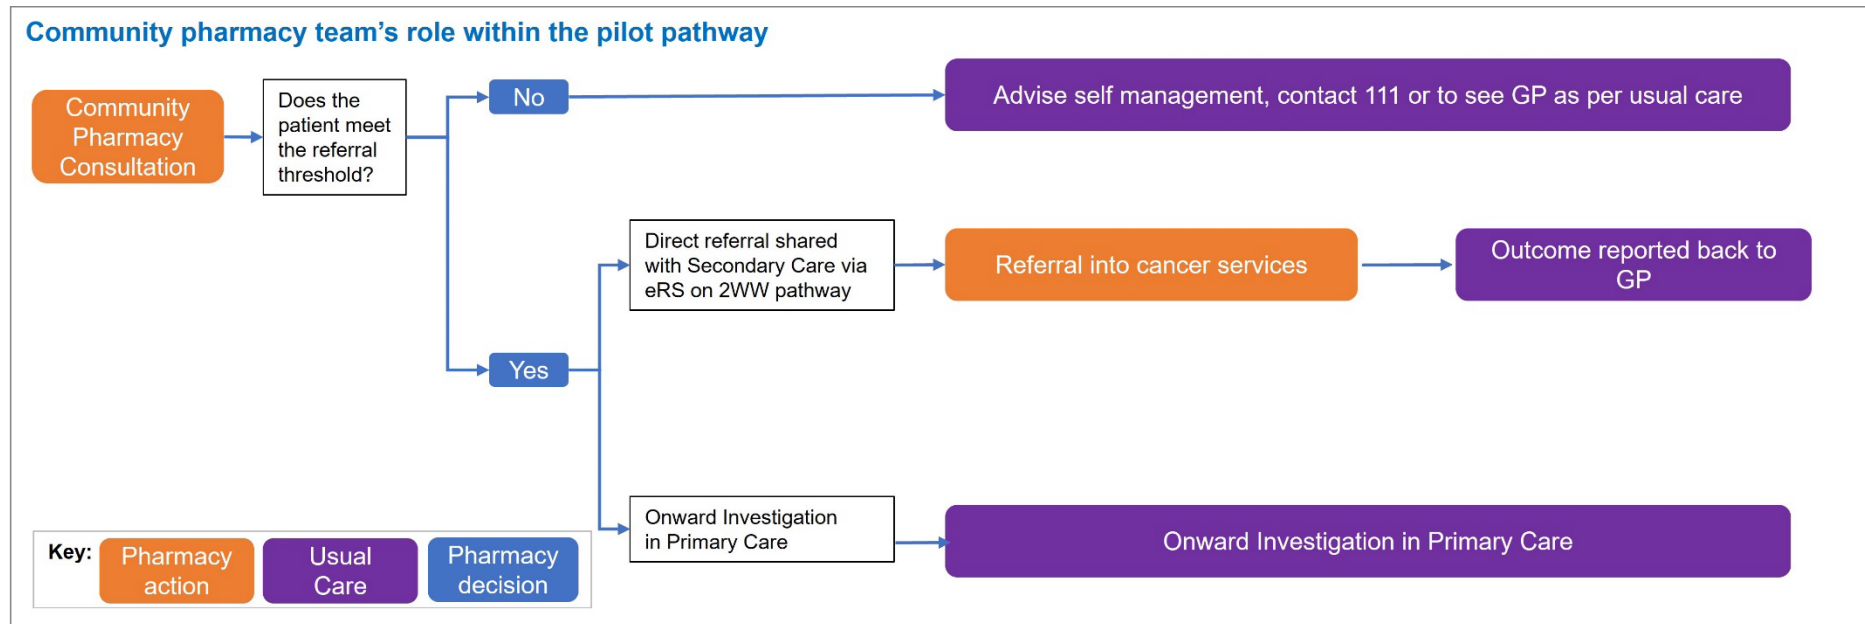 Community pharmacy team's role within the pilot pathway
Community
Pharmacy
Consultation
Does the
patient meet
the referral
threshold?
No
Advise self management, contact 111 or to see GP as per usual care
Yes
Direct referral shared
with Secondary Care via
eRS on 2WW pathway
Referral into cancer services
Outcome reported back to
GP
Onward Investigation
in Primary Care
Onward Investigation in Primary Care
Key:
Pharmacy
action
Usual
Care
Pharmacy
decision